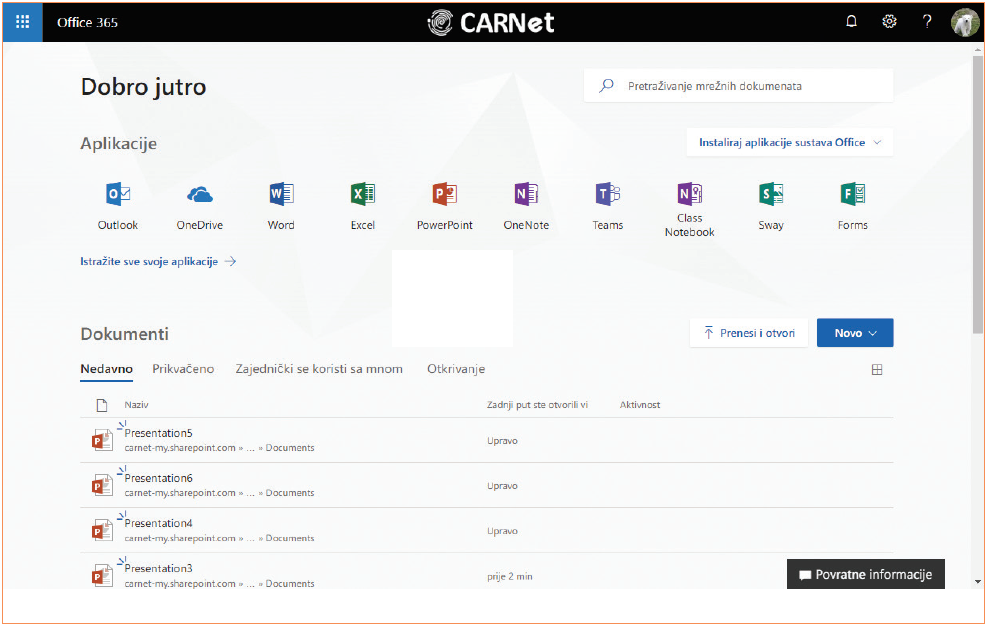 Office 365
CARNet
Dobro jutro
Pretraživanje mrežnih dokumenata
Aplikacije
Instaliraj aplikacije sustava Office
Outlook
OneDrive
Word
Excel
PowerPoint
OneNote
Teams
Class
Notebook
Sway
Forms
Istražite sve svoje aplikacije
Dokumenti
Prenesi i otvori
Novo
Nedavno Prikvačeno Zajednički se koristi sa mnom Otkrivanje
Naziv Zadnji put ste otvorili vi Aktivnost
Presentation5
carnet-my.sharepoint.com » ... » Documents
Upravo
Presentation6
carnet-my.sharepoint.com » ... » Documents
Upravo
Presentation4
carnet-my.sharepoint.com » ... » Documents
Upravo
Presentation3
carnet-my.sharepoint.com » ... » Documents
prije 2 min
Povratne informacije